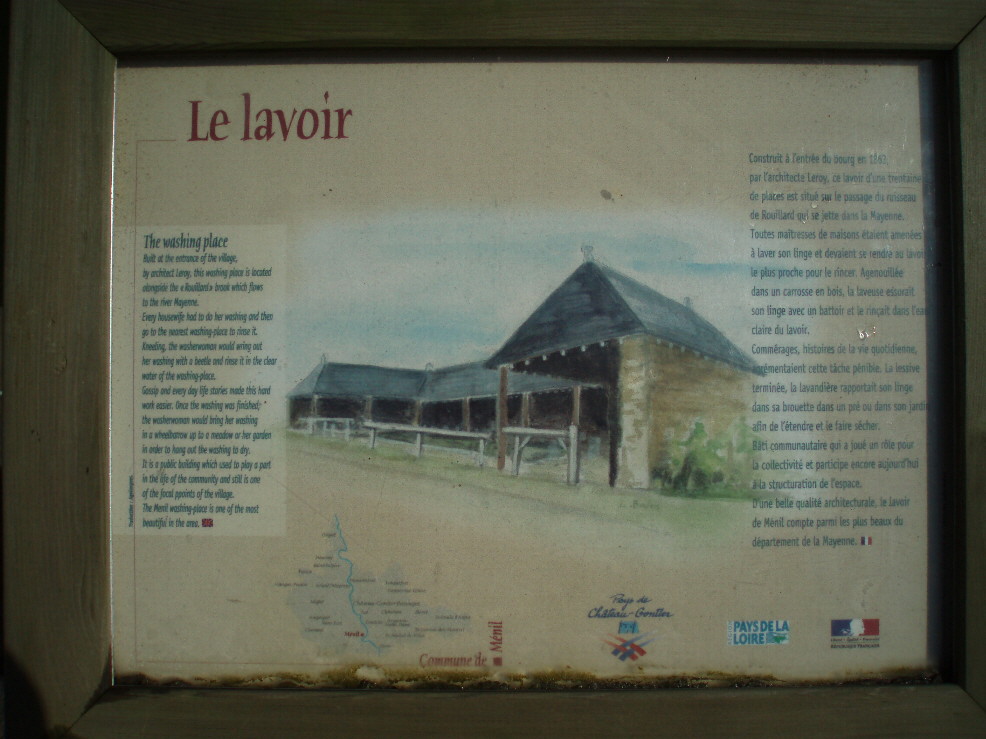 Le lavoir
The washing place
Built at the entrance of the village,
by architect Leroy, this washing place is located
alongside the «Rouillard» brook which flows
to the river Mayenne.
Every housewife had to do her washing and then
go to the nearest washing-place to rinse it.
Kneeling, the washerwoman would wring out
her washing with a beetle and rinse it in the clear
water of the washing-place.
Gossip and every day life stories made this hard
work easier. Once the washing was finished;
the washerwoman would bring her washing
in a wheelbarrow up to a meadow or her garden
in order to hang out the washing to dry.
It is a public building which used to play a part
in the life of the community and still is one
of the focal ppoints of the village.
The Menil washing-place is one of the most
beautiful in the area.
Construit à l'entrée du bourg en
par l'architecte Leroy, ce lavoir d'une trentaine
de places est situé sur le passage du ruisseau
de Rouillard qui se jette dans la Mayenne.
Toutes maîtresses de maisons étaient amenées
à laver son linge et devaient se rendre au lavoir
le plus proche pour le rincer. Agenouillée
dans un carrosse en bois, la laveuse essorait
son linge avec un battoir et le rinçait dans l'eau
claire du lavoir.
Commérages, histoires de la vie quotidienne,
agrémentaient cette tâche pénible. La lessive
terminée, la lavandière rapportait son linge
dans sa brouette dans un pré ou dans son jardin
afin de l'étendre et le faire sécher.
Bâti communautaire qui a joué un rôle pour
la collectivité et participe encore aujourd'hui
à la structuration de l'espace.
D'une belle qualité architecturale, le lavoir
de Ménil compte parmi les plus beaux du
département de la Mayenne.
Ménil
Commune de Ménil
Pays de
Château-Gontier
PAYS DE LA
LOIRE
RÉPUBLIQUE FRANÇAISE